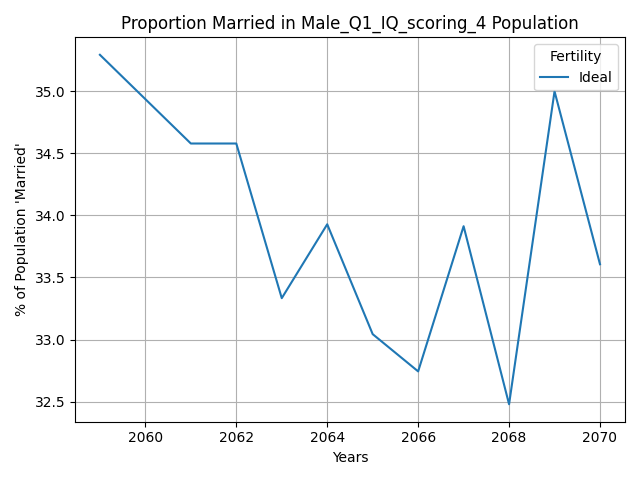 Proportion Married in Male_Q1_IQ_scoring_4 Population
Fertility
Ideal
% of Population 'Married'
35.0
34.5
34.0
33.5
33.0
32.5
2060 2062 2064 2066 2068 2070
Years